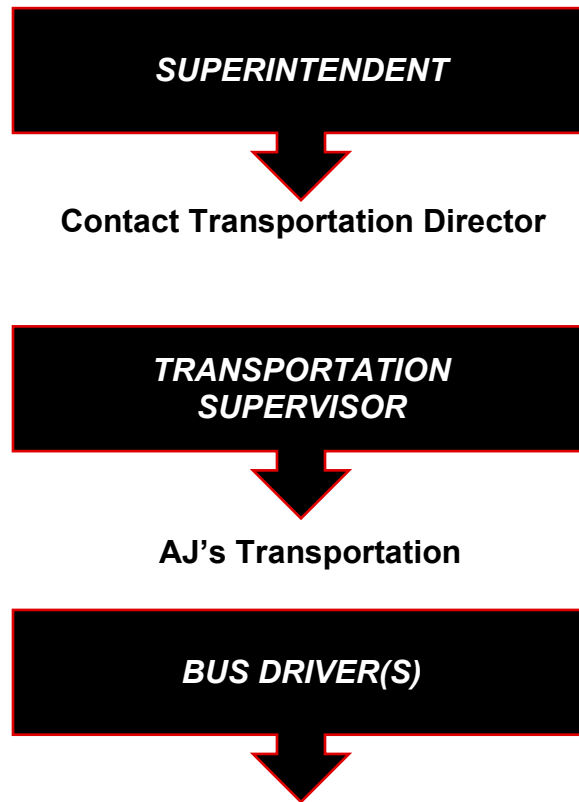 SUPERINTENDENT
Contact Transportation Director
TRANSPORTATION
SUPERVISOR
AJ’s Transportation
BUS DRIVER(S)